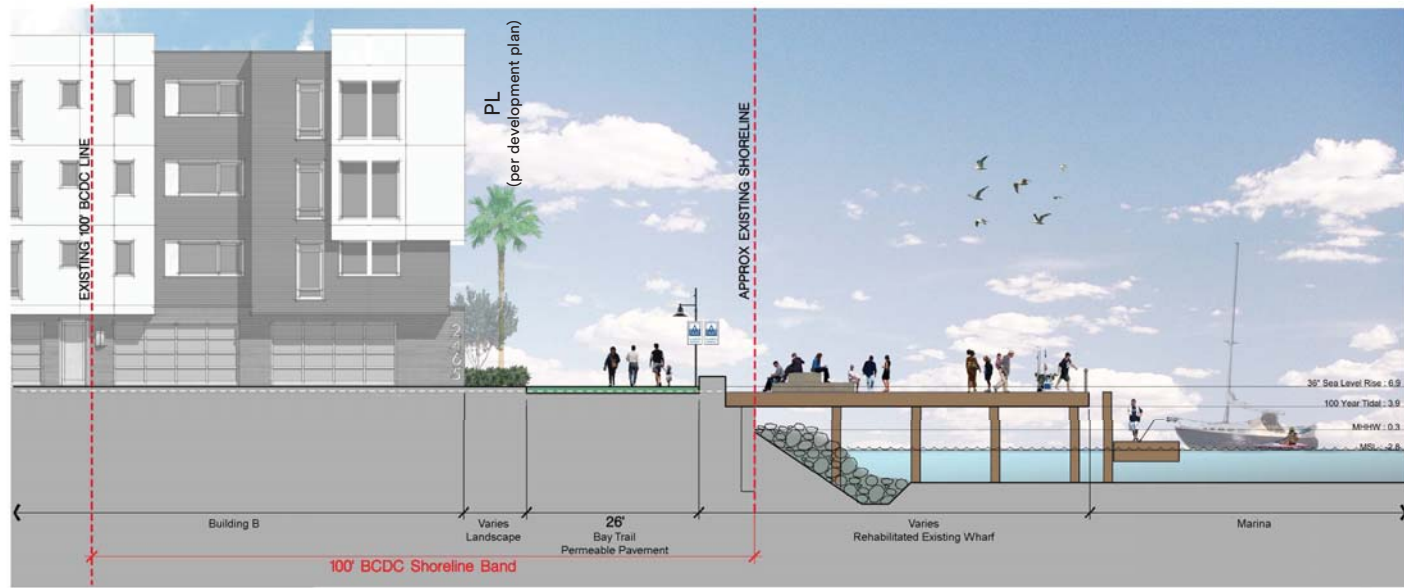 PL
(per development plan)
EXISTING 100' BCDC LINE
APPROX EXISTING SHORELINE
2465
36" Sea Level Rise : 6.9
100 Year Tidal : 3.9
MHHW : 0.3
MSL : -2.8
Building B
Varies
Landscape
26'
Bay Trail
Permeable Pavement
Varies
Rehabilitated Existing Wharf
Marina
100' BCDC Shoreline Band